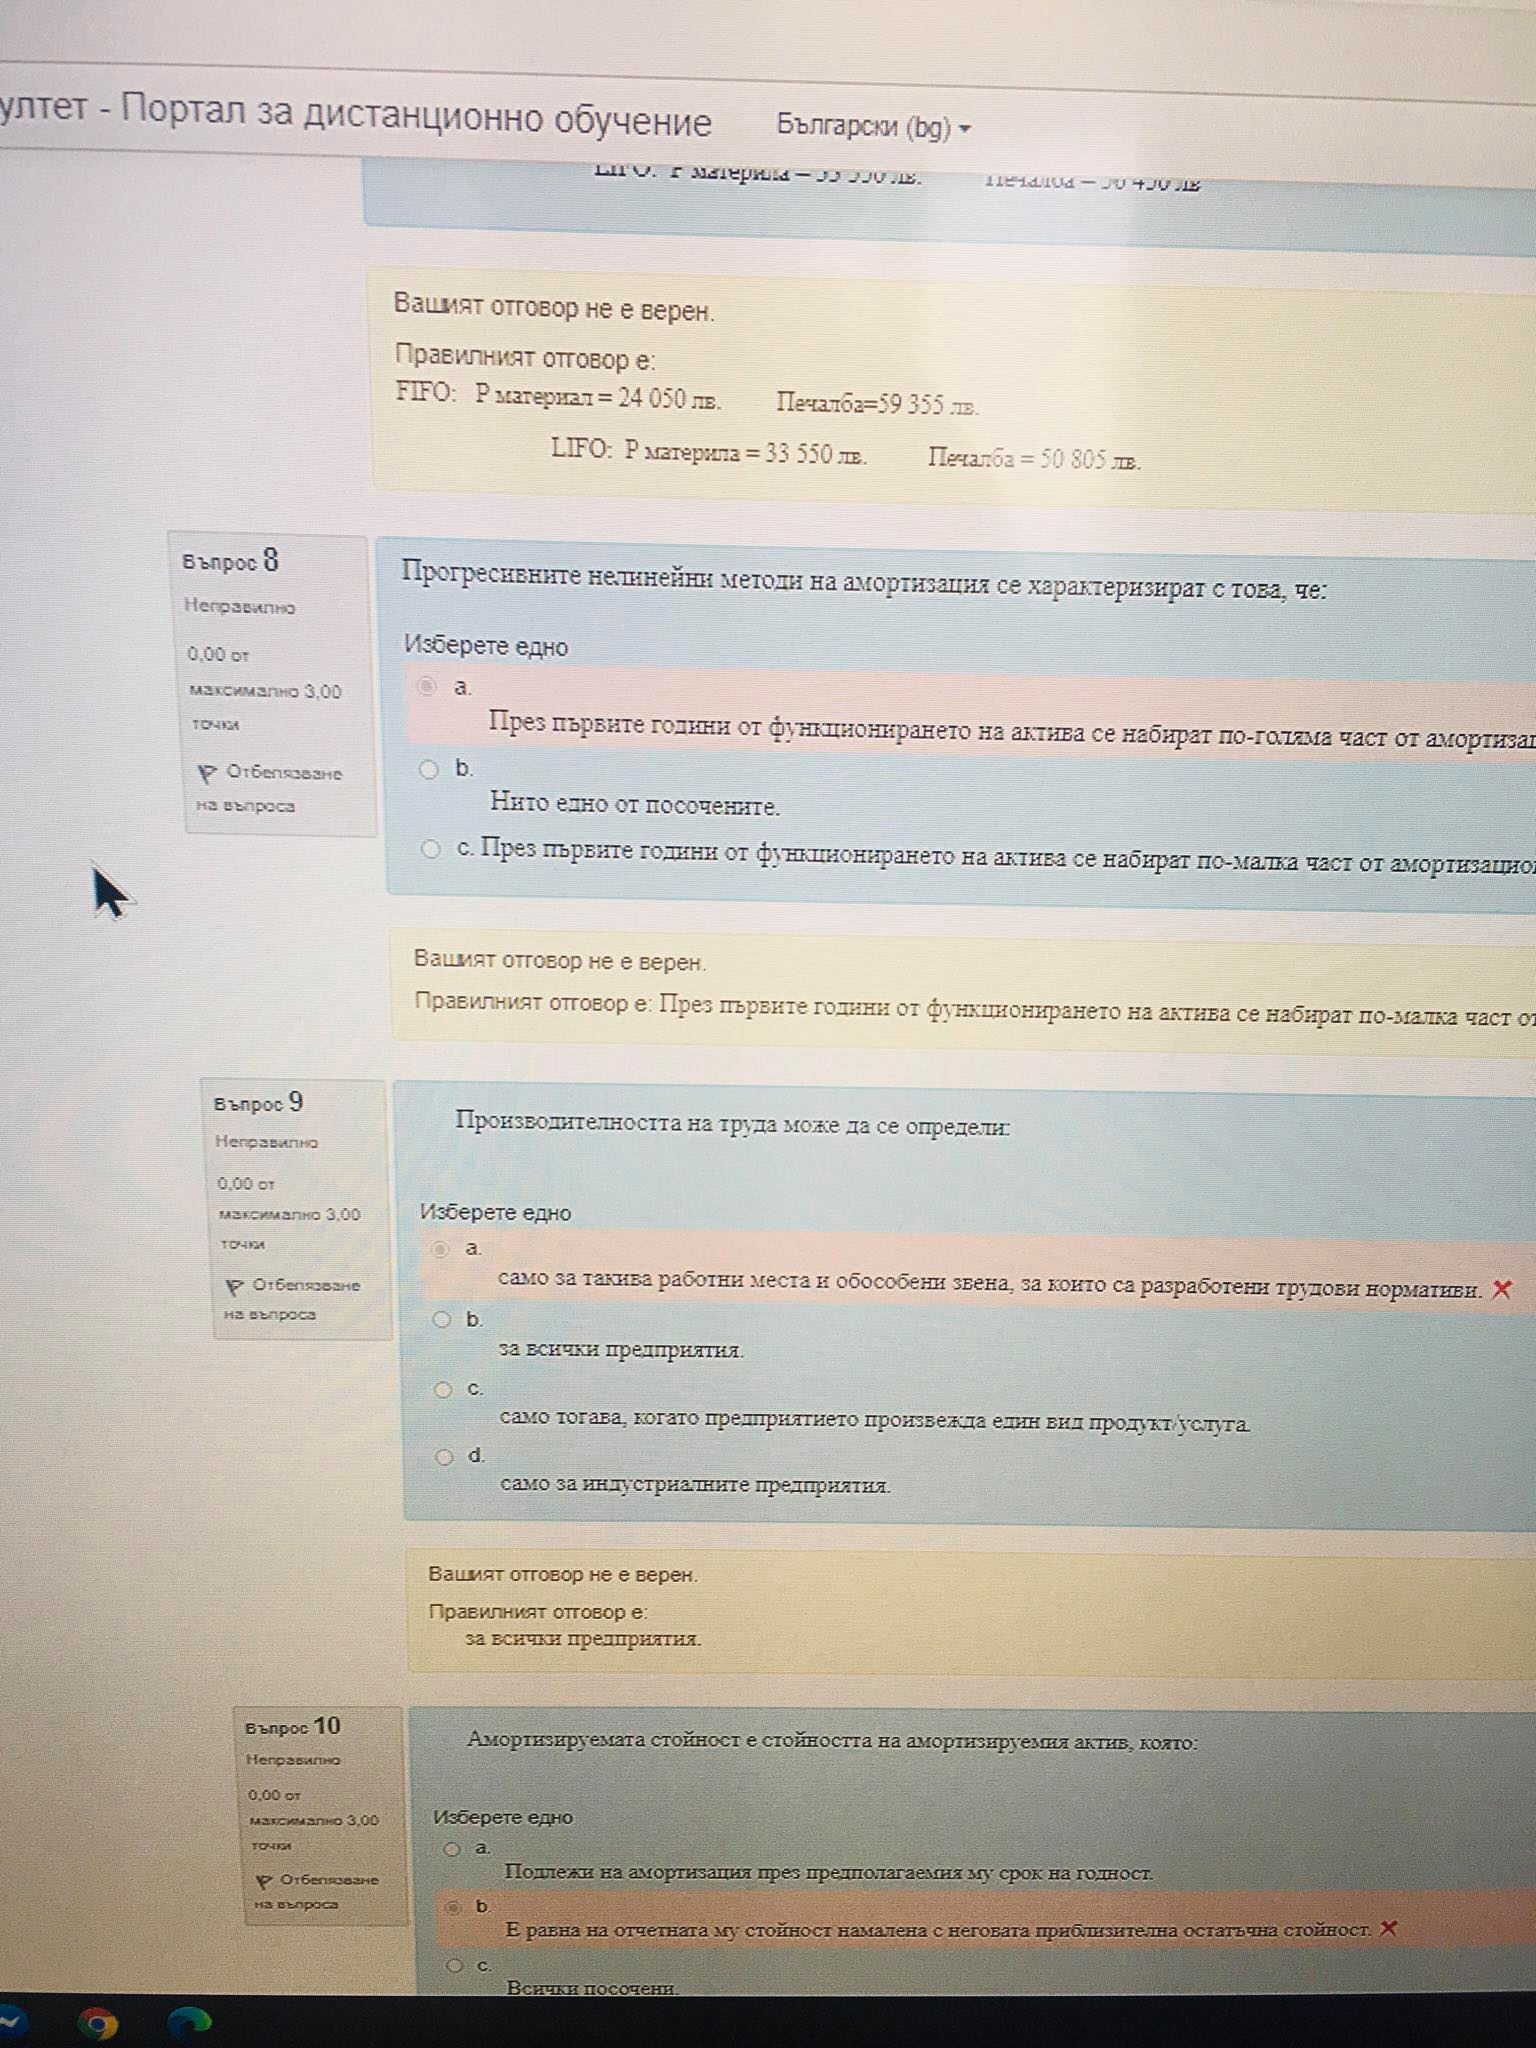 ултет - Портал за дистанционно обучение Български (bg)
Вашият отговор не е верен.
Правилният отговор е:
FIFO: Р материал = 24 050 лв. Печалба=59 355 лв.
LIFO: Р материла = 33 550 лв. Печалба = 50 805 лв.
Въпрос 8
Неправилно
0,00 от
максимално 3,00
точки
Отбелязване
на въпроса
Прогресивните нелинейни методи на амортизация се характеризират с това, че:
Изберете едно
a.
През първите години от функционирането на актива се набират по-голяма част от амортизац
b.
Нито едно от посочените.
c. През първите години от функционирането на актива се набират по-малка част от амортизацион
Вашият отговор не е верен.
Правилният отговор е: През първите години от функционирането на актива се набират по-малка част от
Въпрос 9
Неправилно
0,00 от
максимално 3,00
точки
Отбелязване
на въпроса
Производителността на труда може да се определи:
Изберете едно
a.
само за такива работни места и обособени звена, за които са разработени трудови нормативи.
b.
за всички предприятия.
c.
само тогава, когато предприятието произвежда един вид продукт/услуга.
d.
само за индустриалните предприятия.
Вашият отговор не е верен.
Правилният отговор е:
за всички предприятия.
Въпрос 10
Неправилно
0,00 от
максимално 3,00
точки
Отбелязване
на въпроса
Амортизируемата стойност е стойността на амортизируемия актив, която:
Изберете едно
a.
Подлежи на амортизация през предполагаемия му срок на годност.
b.
Е равна на отчетната му стойност намалена с неговата приблизителна остатъчна стойност.
c.
Всички посочени.